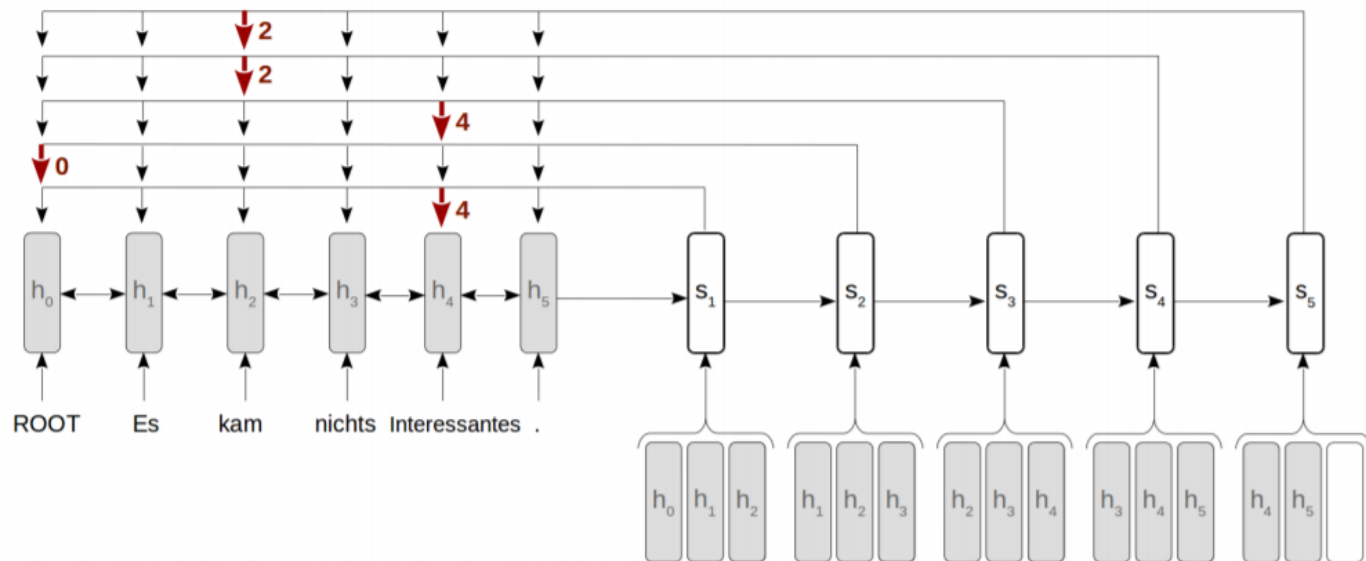 2
2
4
0
4
h₀ h₁ h₂ h₃ h₄ h₅ s₁ s₂ s₃ s₄ s₅
ROOT Es kam nichts Interessantes .
h₀ h₁ h₂ h₁ h₂ h₃ h₂ h₃ h₄ h₃ h₄ h₅ h₄ h₅